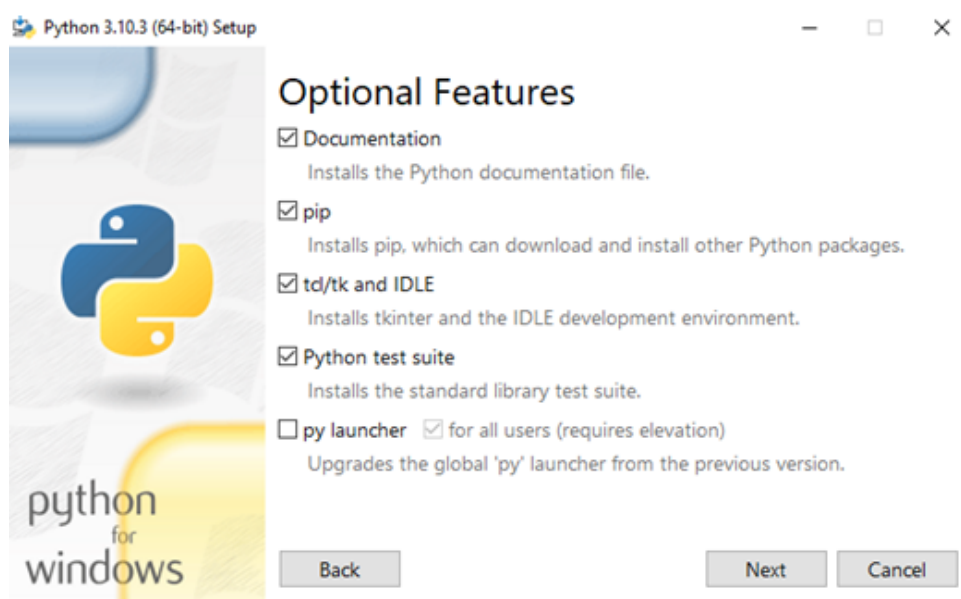 Python 3.10.3 (64-bit) Setup
Optional Features
Documentation
Installs the Python documentation file.
pip
Installs pip, which can download and install other Python packages.
tcl/tk and IDLE
Installs tkinter and the IDLE development environment.
Python test suite
Installs the standard library test suite.
py launcher for all users (requires elevation)
Upgrades the global 'py' launcher from the previous version.
python
for
windows
Back Next Cancel